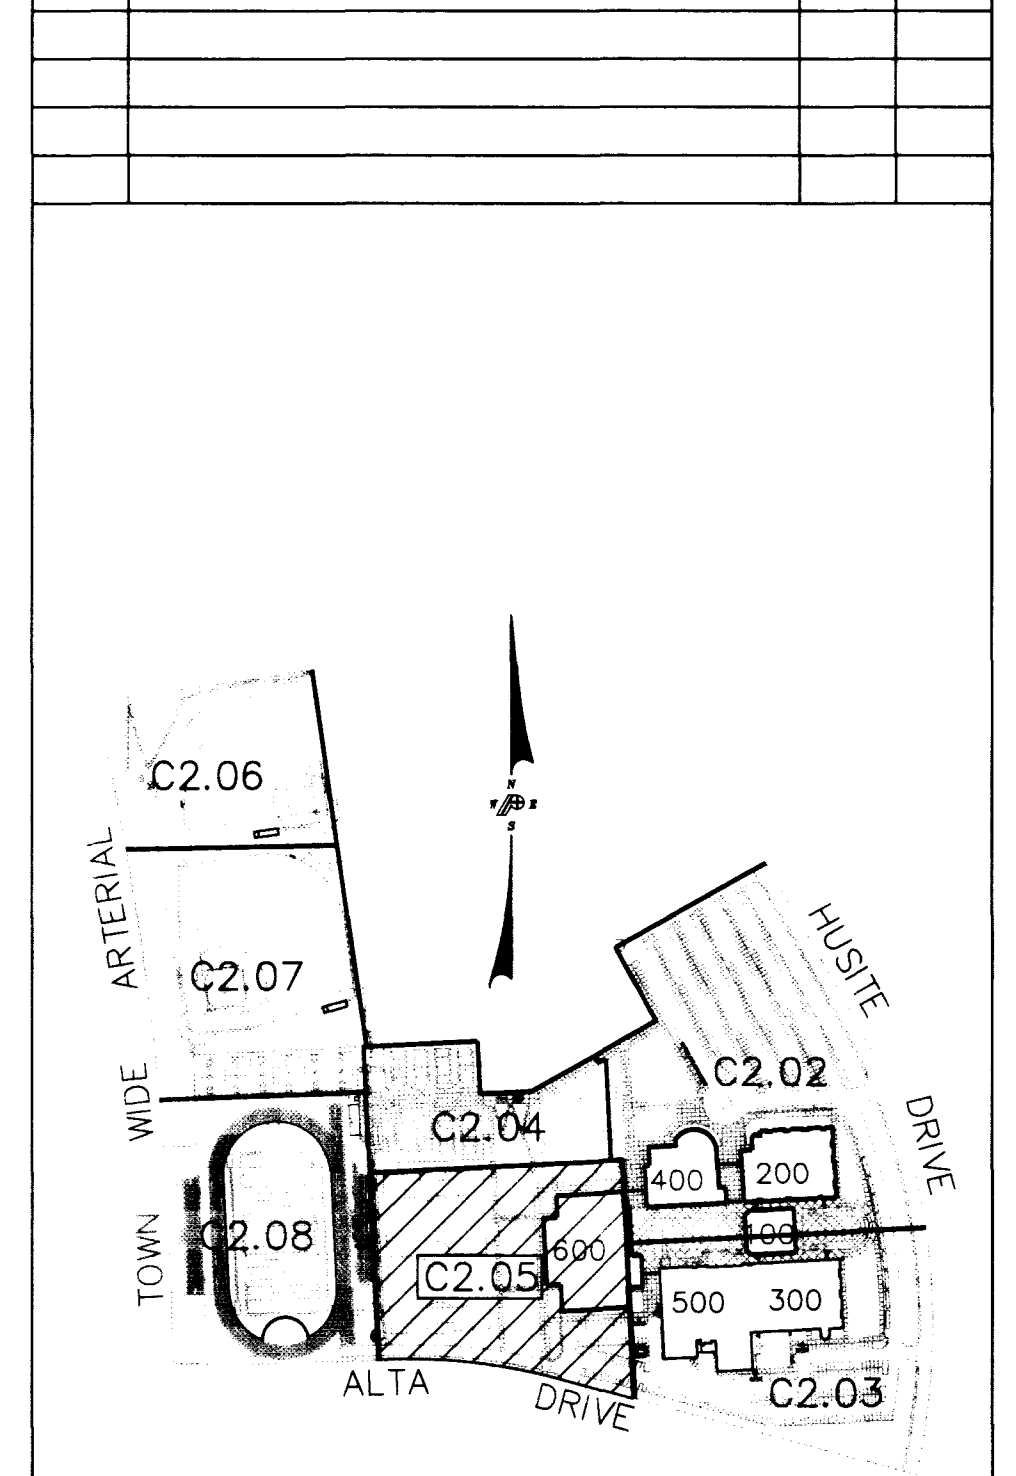 C2.06
N
W E
S
ARTERIAL
HUSITE
C2.07
WIDE
C2.02
C2.04
DRIVE
400
200
TOWN
C2.08
600
100
C2.05
500
300
ALTA
DRIVE
C2.03